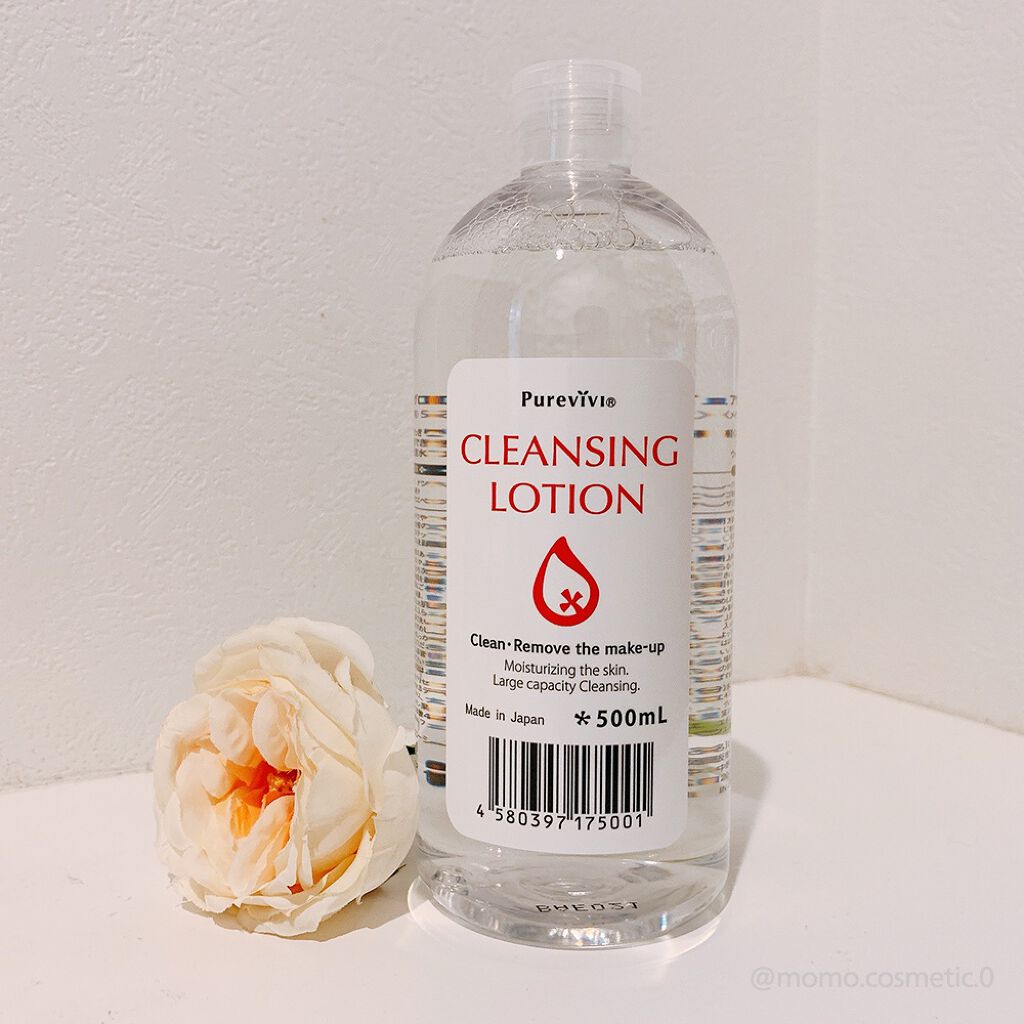 Purevivi®
CLEANSING
LOTION
Clean・Remove the make-up
Moisturizing the skin.
Large capacity Cleansing.
Made in Japan *500mL
4 580397 175001
@momo.cosmetic.0